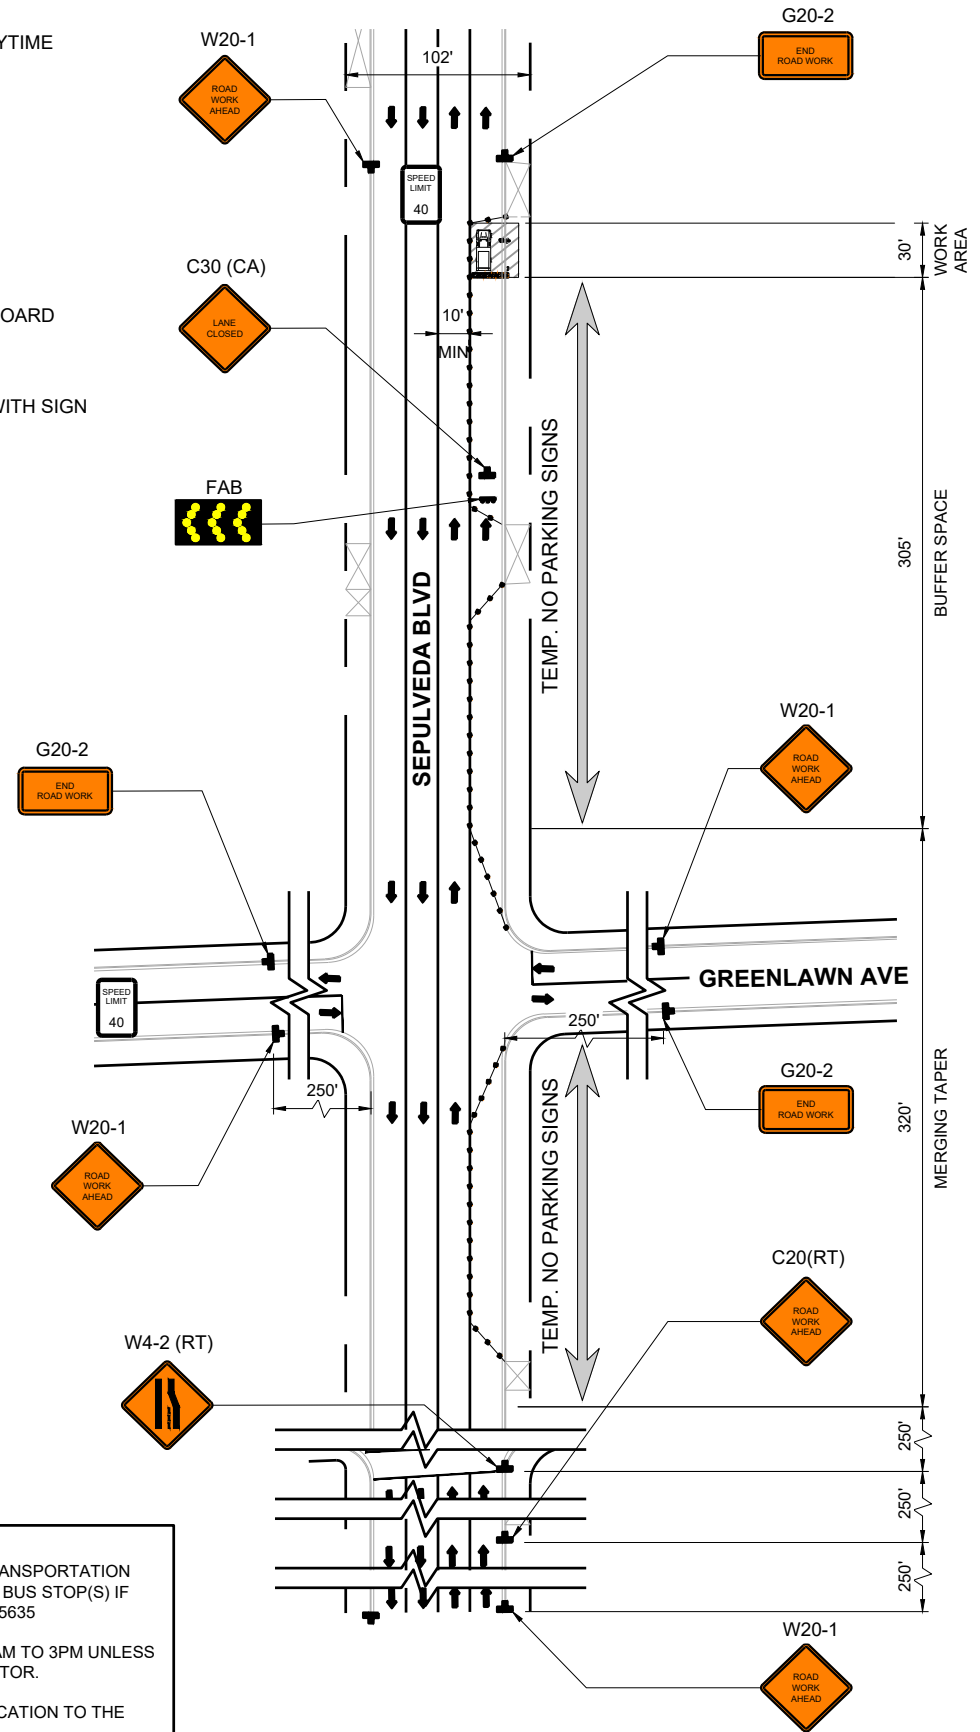 YTIME
W20-1
ROAD
WORK
AHEAD
102'
G20-2
END
ROAD WORK
SPEED
LIMIT
40
30'
WORK
AREA
C30 (CA)
LANE
CLOSED
OARD
10'
MIN
WITH SIGN
FAB
TEMP. NO PARKING SIGNS
305'
BUFFER SPACE
SEPULVEDA BLVD
W20-1
ROAD
WORK
AHEAD
G20-2
END
ROAD WORK
GREENLAWN AVE
SPEED
LIMIT
40
250'
250'
G20-2
END
ROAD WORK
W20-1
ROAD
WORK
AHEAD
320'
MERGING TAPER
TEMP. NO PARKING SIGNS
C20(RT)
ROAD
WORK
AHEAD
W4-2 (RT)
250'
250'
250'
W20-1
ROAD
WORK
AHEAD
ANSPORTATION
BUS STOP(S) IF
5635
AM TO 3PM UNLESS
TOR.
CATION TO THE